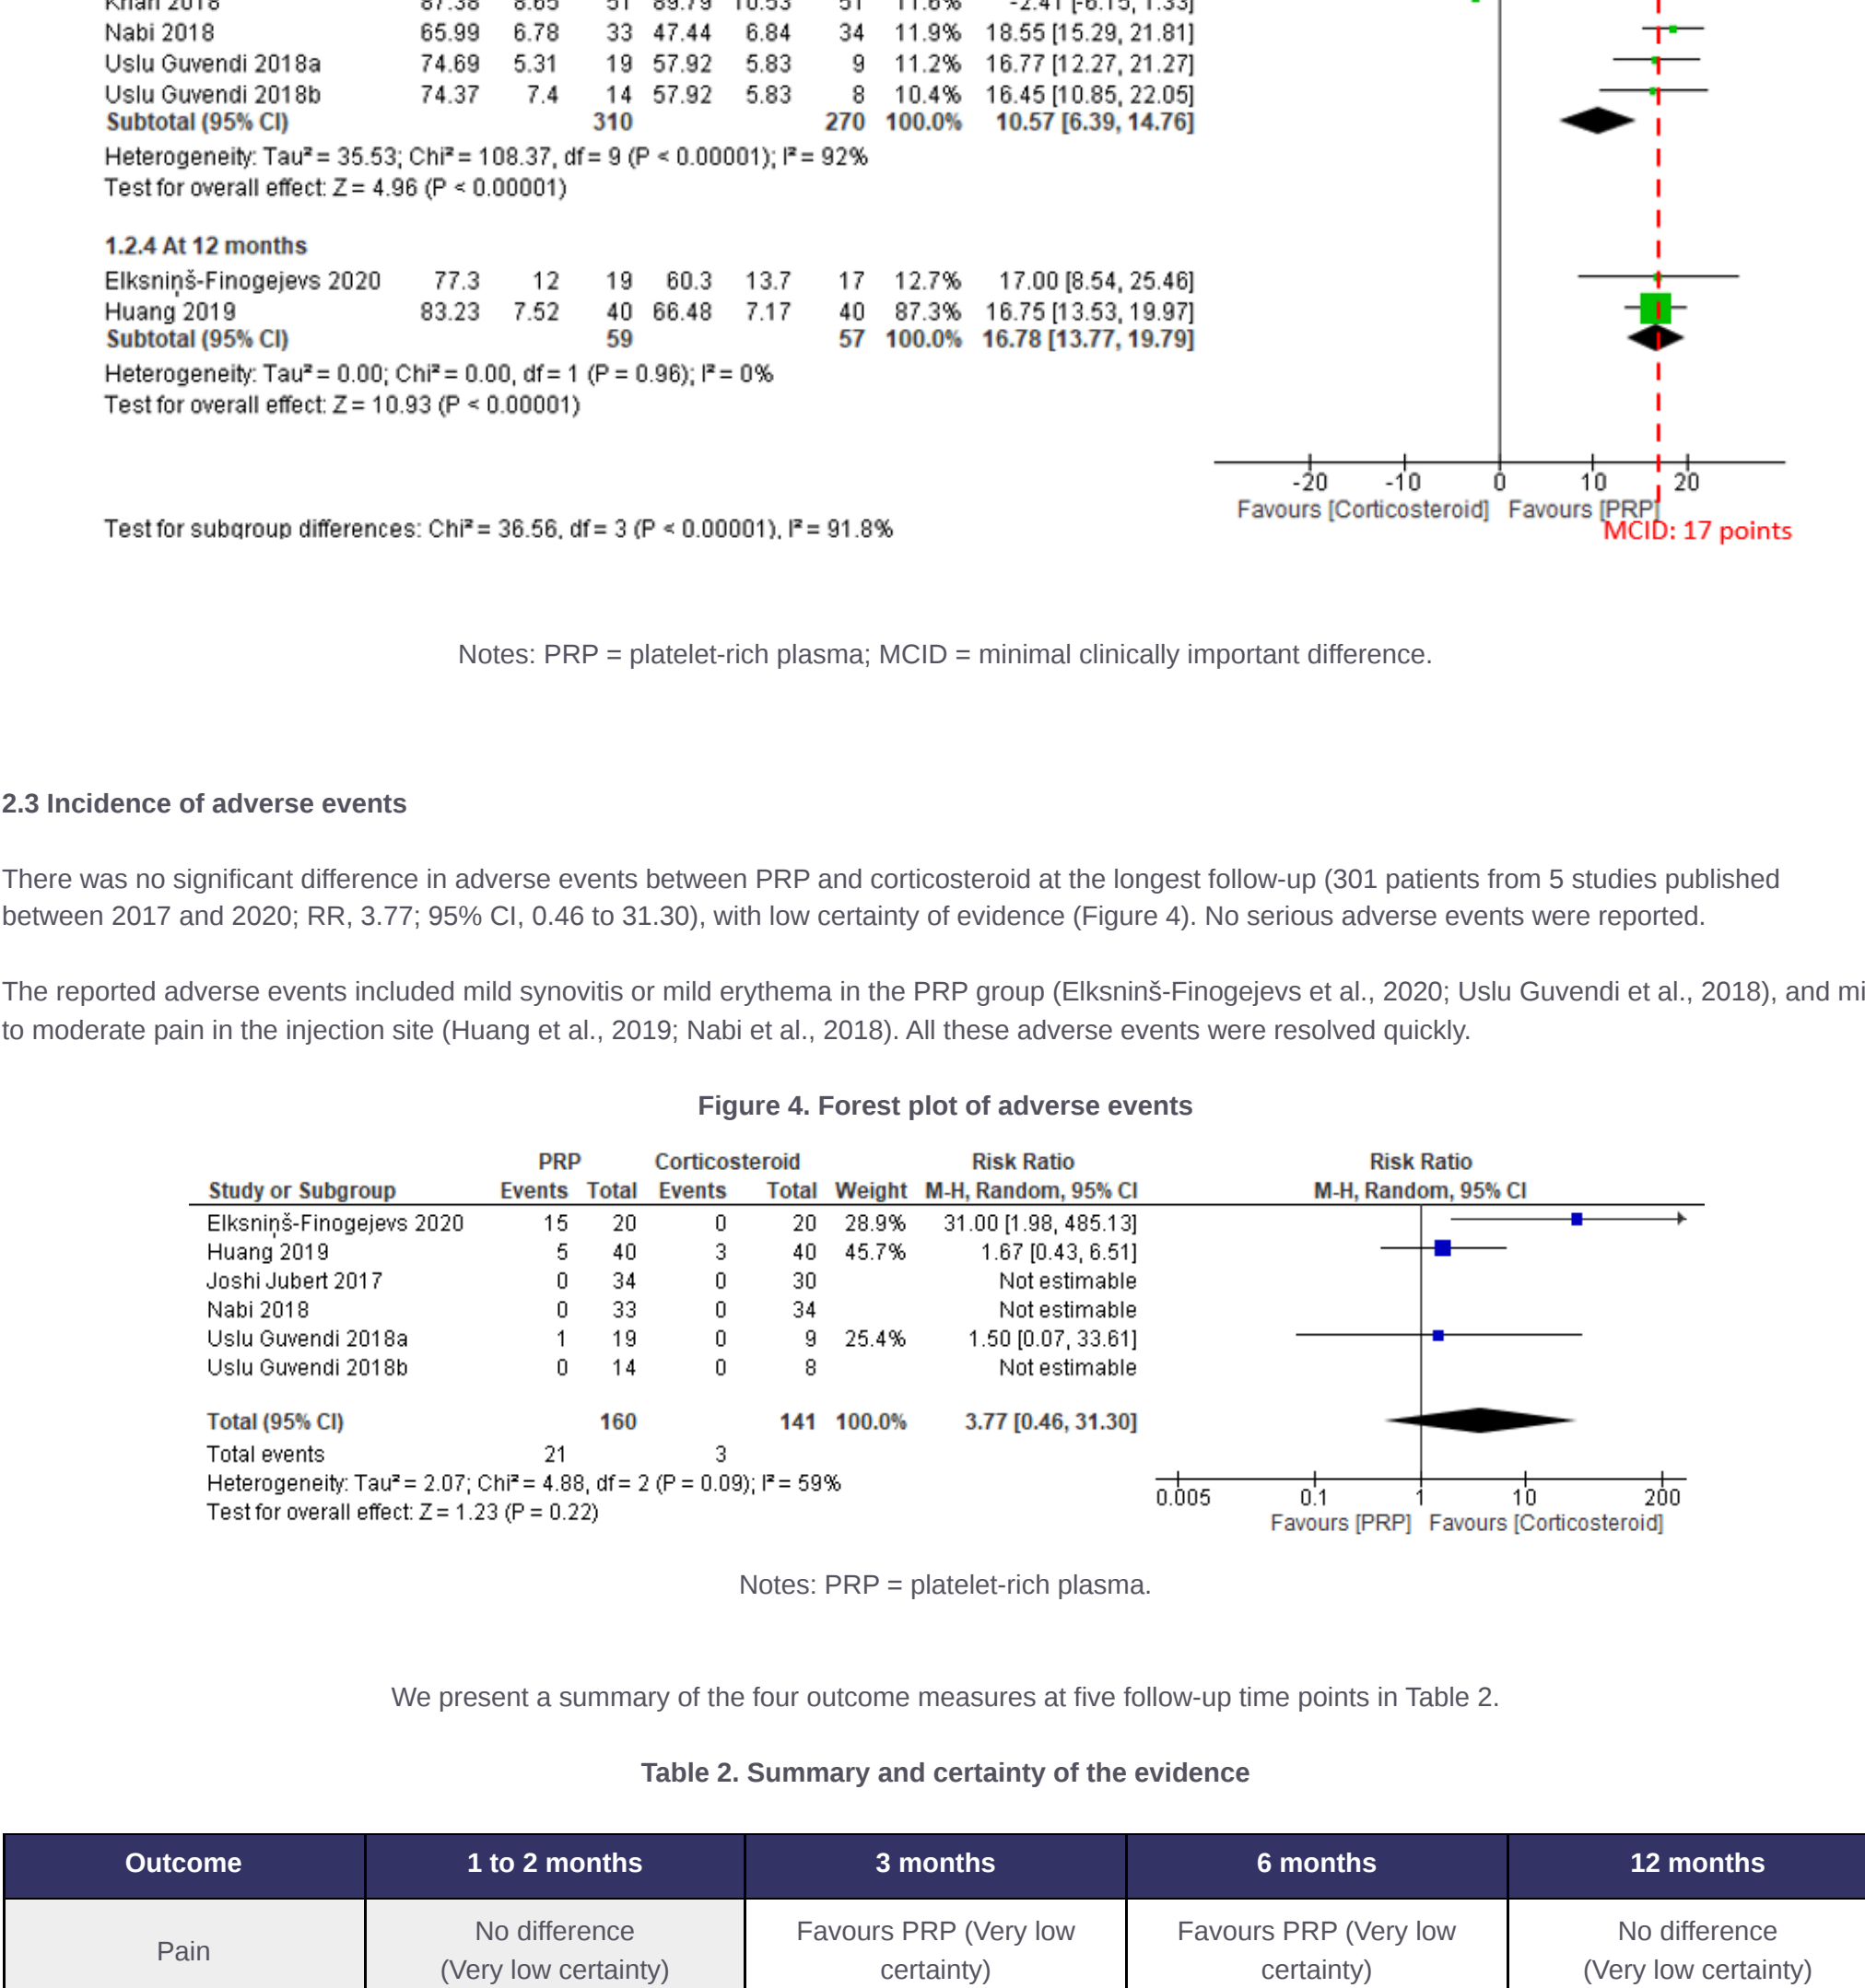 Khan 2018 87.38 8.65 51 89.79 10.53 51 11.6% -2.41 [-6.15, 1.33]
Nabi 2018 65.99 6.78 33 47.44 6.84 34 11.9% 18.55 [15.29, 21.81]
Uslu Guvendi 2018a 74.69 5.31 19 57.92 5.83 9 11.2% 16.77 [12.27, 21.27]
Uslu Guvendi 2018b 74.37 7.4 14 57.92 5.83 8 10.4% 16.45 [10.85, 22.05]
Subtotal (95% CI) 310 270 100.0% 10.57 [6.39, 14.76]
Heterogeneity: Tau² = 35.53; Chi² = 108.37, df = 9 (P < 0.00001); I² = 92%
Test for overall effect: Z = 4.96 (P < 0.00001)
1.2.4 At 12 months
Elksniņš-Finogejevs 2020 77.3 12 19 60.3 13.7 17 12.7% 17.00 [8.54, 25.46]
Huang 2019 83.23 7.52 40 66.48 7.17 40 87.3% 16.75 [13.53, 19.97]
Subtotal (95% CI) 59 57 100.0% 16.78 [13.77, 19.79]
Heterogeneity: Tau² = 0.00; Chi² = 0.00, df = 1 (P = 0.96); I² = 0%
Test for overall effect: Z = 10.93 (P < 0.00001)
-20 -10 0 10 20
Favours [Corticosteroid] Favours [PRP]
Test for subgroup differences: Chi² = 36.56, df = 3 (P < 0.00001), I² = 91.8%
MCID: 17 points
Notes: PRP = platelet-rich plasma; MCID = minimal clinically important difference.
2.3 Incidence of adverse events
There was no significant difference in adverse events between PRP and corticosteroid at the longest follow-up (301 patients from 5 studies published
between 2017 and 2020; RR, 3.77; 95% CI, 0.46 to 31.30), with low certainty of evidence (Figure 4). No serious adverse events were reported.
The reported adverse events included mild synovitis or mild erythema in the PRP group (Elksninš-Finogejevs et al., 2020; Uslu Guvendi et al., 2018), and mi
to moderate pain in the injection site (Huang et al., 2019; Nabi et al., 2018). All these adverse events were resolved quickly.
Figure 4. Forest plot of adverse events
PRP Corticosteroid Risk Ratio Risk Ratio
Study or Subgroup Events Total Events Total Weight M-H, Random, 95% CI M-H, Random, 95% CI
Elksniņš-Finogejevs 2020 15 20 0 20 28.9% 31.00 [1.98, 485.13]
Huang 2019 5 40 3 40 45.7% 1.67 [0.43, 6.51]
Joshi Jubert 2017 0 34 0 30 Not estimable
Nabi 2018 0 33 0 34 Not estimable
Uslu Guvendi 2018a 1 19 0 9 25.4% 1.50 [0.07, 33.61]
Uslu Guvendi 2018b 0 14 0 8 Not estimable
Total (95% CI) 160 141 100.0% 3.77 [0.46, 31.30]
Total events 21 3
Heterogeneity: Tau² = 2.07; Chi² = 4.88, df = 2 (P = 0.09); I² = 59%
Test for overall effect: Z = 1.23 (P = 0.22)
0.005 0.1 1 10 200
Favours [PRP] Favours [Corticosteroid]
Notes: PRP = platelet-rich plasma.
We present a summary of the four outcome measures at five follow-up time points in Table 2.
Table 2. Summary and certainty of the evidence
Outcome 1 to 2 months 3 months 6 months 12 months
Pain
No difference
(Very low certainty)
Favours PRP (Very low
certainty)
Favours PRP (Very low
certainty)
No difference
(Very low certainty)